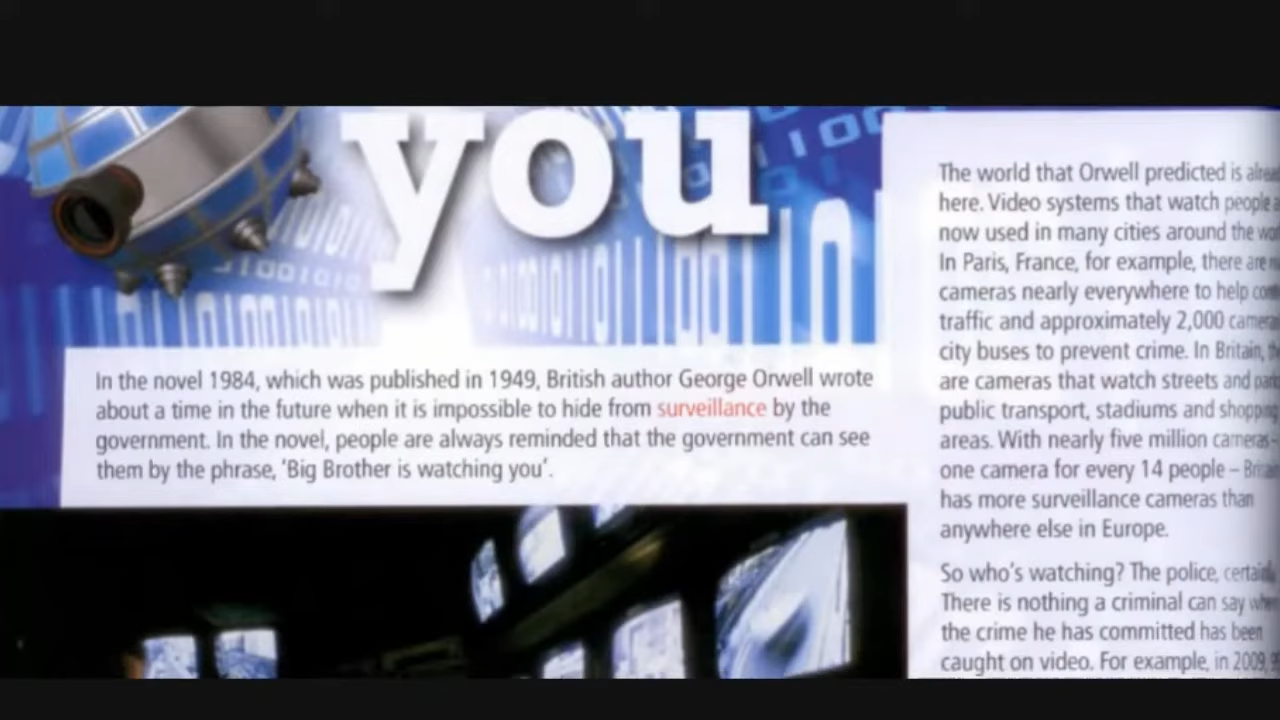 you
In the novel 1984, which was published in 1949, British author George Orwell wrote
about a time in the future when it is impossible to hide from surveillance by the
government. In the novel, people are always reminded that the government can see
them by the phrase, 'Big Brother is watching you'.
The world that Orwell predicted is
here. Video systems that watch people
now used in many cities around the
In Paris, France, for example, there are
cameras nearly everywhere to help
traffic and approximately 2,000
city buses to prevent crime. In Britain,
are cameras that watch streets and
public transport, stadiums and
areas. With nearly five million cameras –
one camera for every 14 people –
has more surveillance cameras than
anywhere else in Europe.
So who's watching? The police,
There is nothing a criminal can say
the crime he has committed has been
caught on video. For example, in 2009,